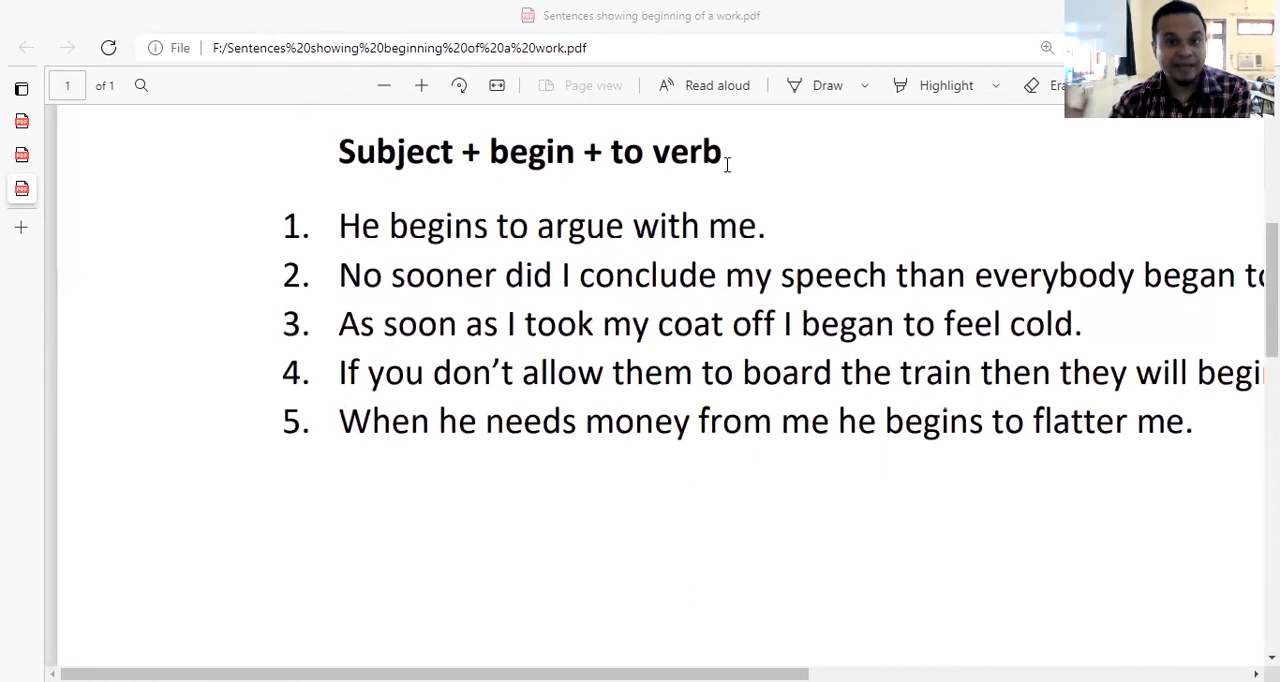 Sentences showing beginning of a work.pdf
File F:/Sentences%20showing%20beginning%20of%20a%20work.pdf
1 of 1 Page view Read aloud Draw Highlight
Subject + begin + to verb
1. He begins to argue with me.
2. No sooner did I conclude my speech than everybody began
3. As soon as I took my coat off I began to feel cold.
4. If you don’t allow them to board the train then they will
5. When he needs money from me he begins to flatter me.